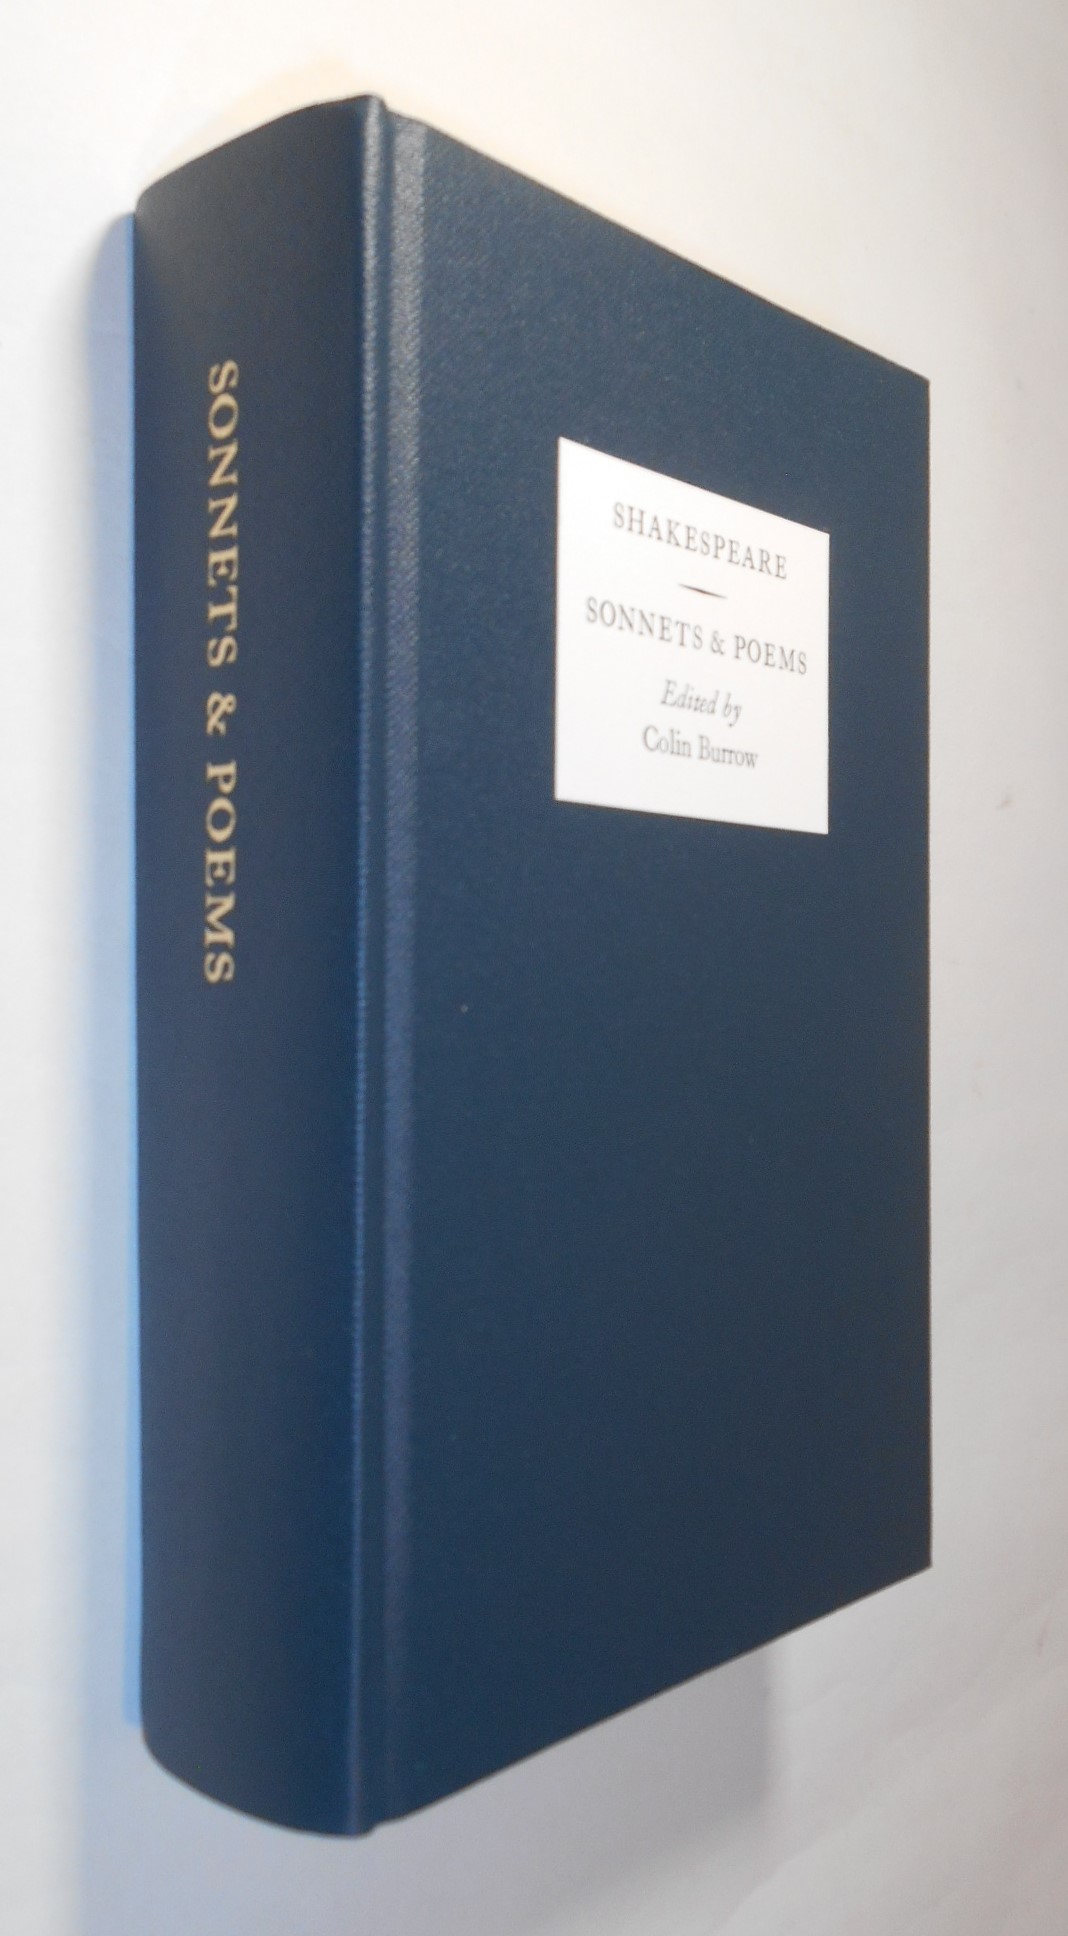 SONNETS & POEMS
SHAKESPEARE
SONNETS & POEMS
Edited by
Colin Burrow